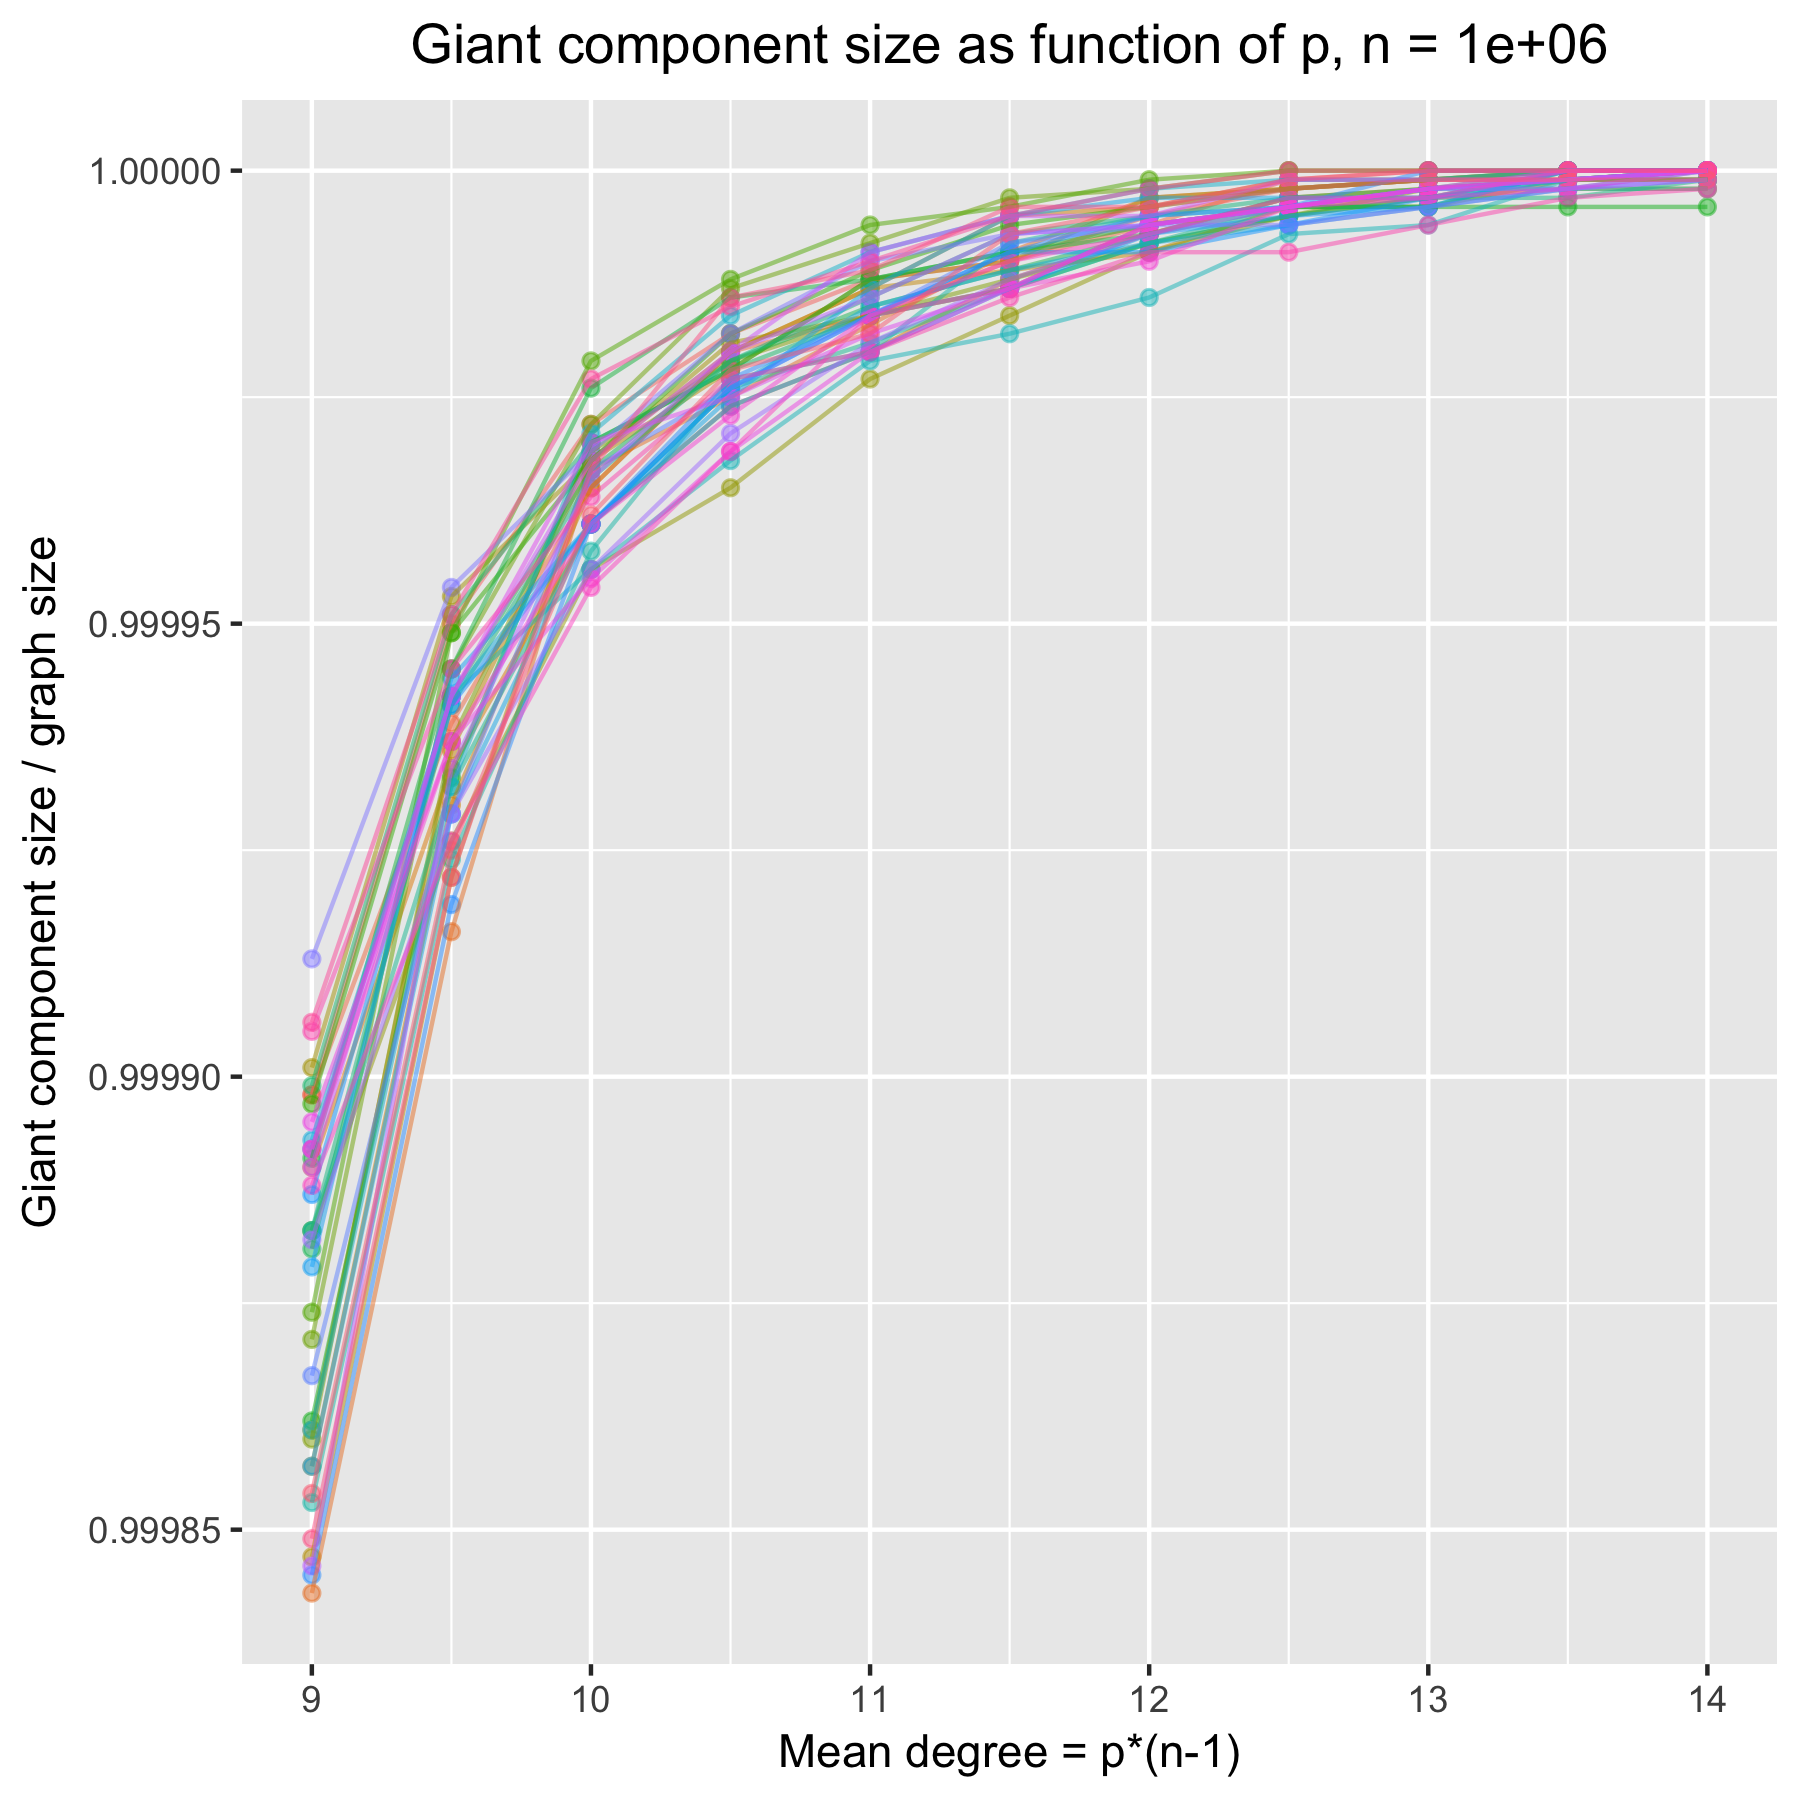 Giant component size as function of p, n = 1e+06
1.00000
0.99995
0.99990
0.99985
Giant component size / graph size
9 10 11 12 13 14
Mean degree = p*(n-1)